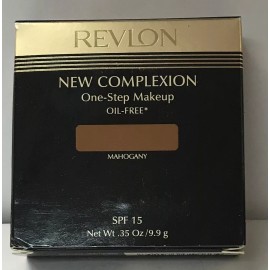 REVLON
NEW COMPLEXION
One-Step Makeup
OIL-FREE*
MAHOGANY
SPF 15
Net Wt .35 Oz/9.9 g